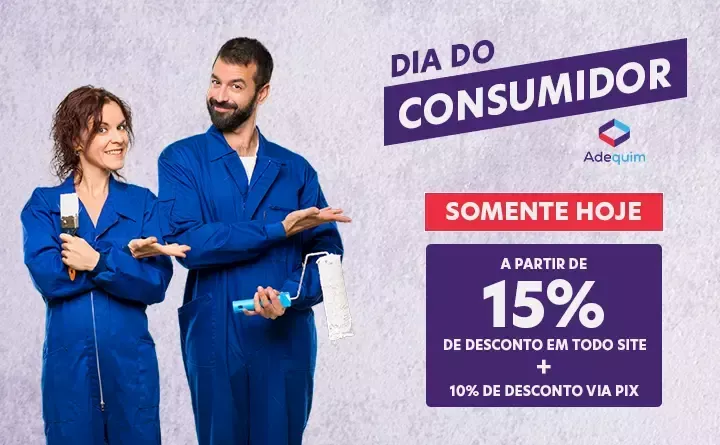 DIA DO
CONSUMIDOR
Adequim
SOMENTE HOJE
A PARTIR DE
15%
DE DESCONTO EM TODO SITE
+
10% DE DESCONTO VIA PIX